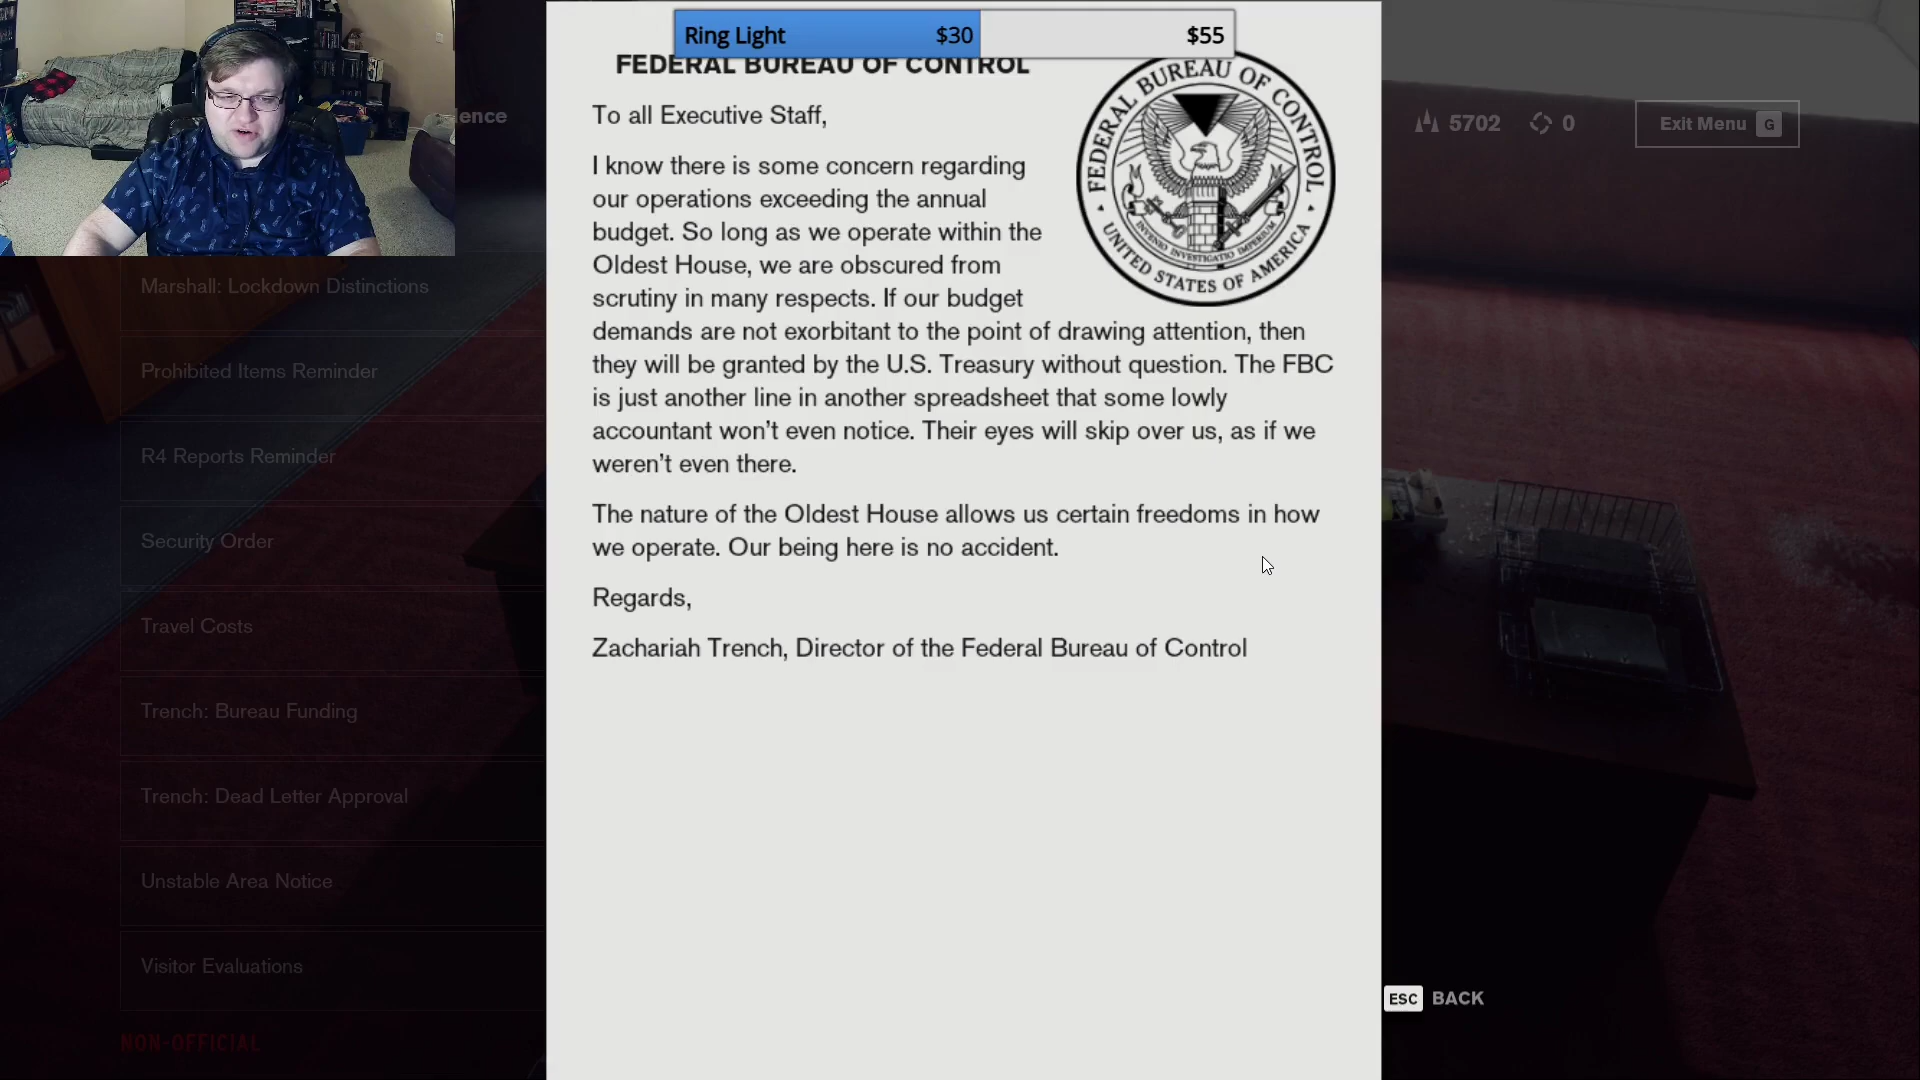 Ring Light $30 $55
FEDERAL BUREAU OF CONTROL
FEDERAL BUREAU OF CONTROL
INVENIO INVESTIGATIO IMPERIUM
UNITED STATES OF AMERICA
To all Executive Staff,
I know there is some concern regarding
our operations exceeding the annual
budget. So long as we operate within the
Oldest House, we are obscured from
scrutiny in many respects. If our budget
demands are not exorbitant to the point of drawing attention, then
they will be granted by the U.S. Treasury without question. The FBC
is just another line in another spreadsheet that some lowly
accountant won't even notice. Their eyes will skip over us, as if we
weren't even there.
The nature of the Oldest House allows us certain freedoms in how
we operate. Our being here is no accident.
Regards,
Zachariah Trench, Director of the Federal Bureau of Control
Marshall: Lockdown Distinctions
Prohibited Items Reminder
R4 Reports Reminder
Security Order
Travel Costs
Trench: Bureau Funding
Trench: Dead Letter Approval
Unstable Area Notice
Visitor Evaluations
NON-OFFICIAL
5702 0
Exit Menu G
ESC BACK